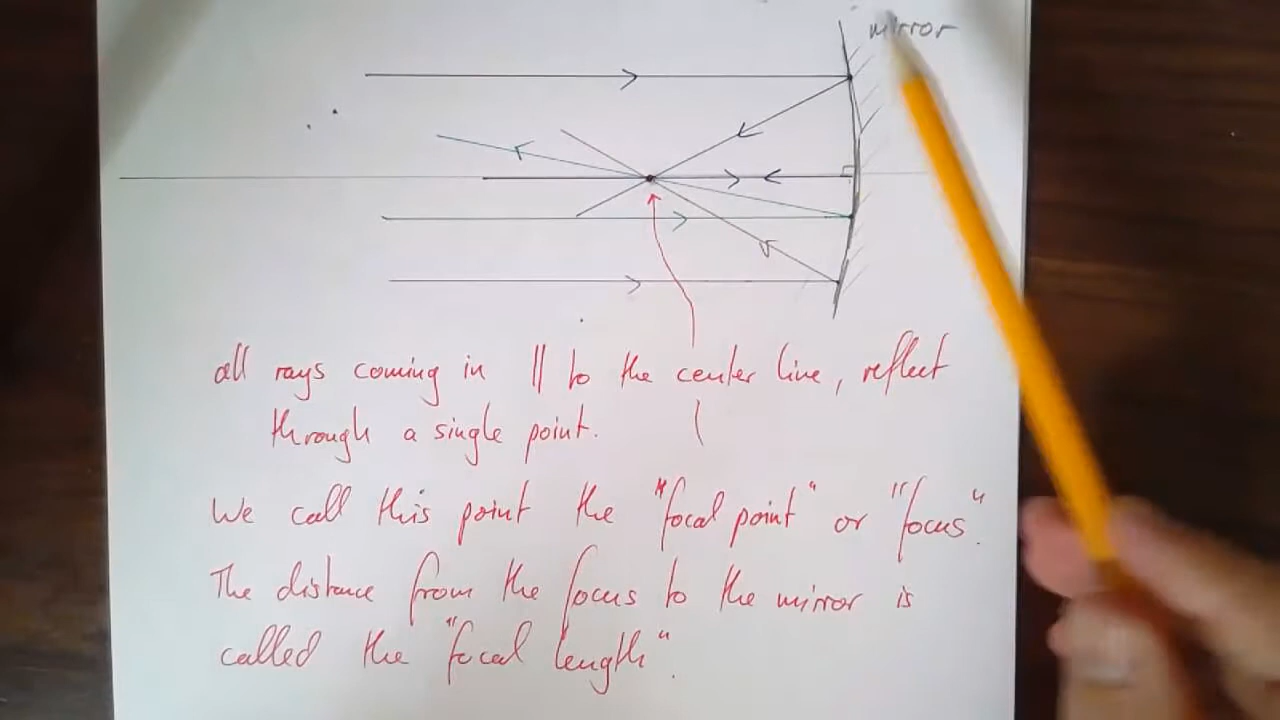 mirror
all rays coming in || to the center line, reflect
through a single point.
We call this point the "focal point" or "focus".
The distance from the focus to the mirror is
called the "focal length".